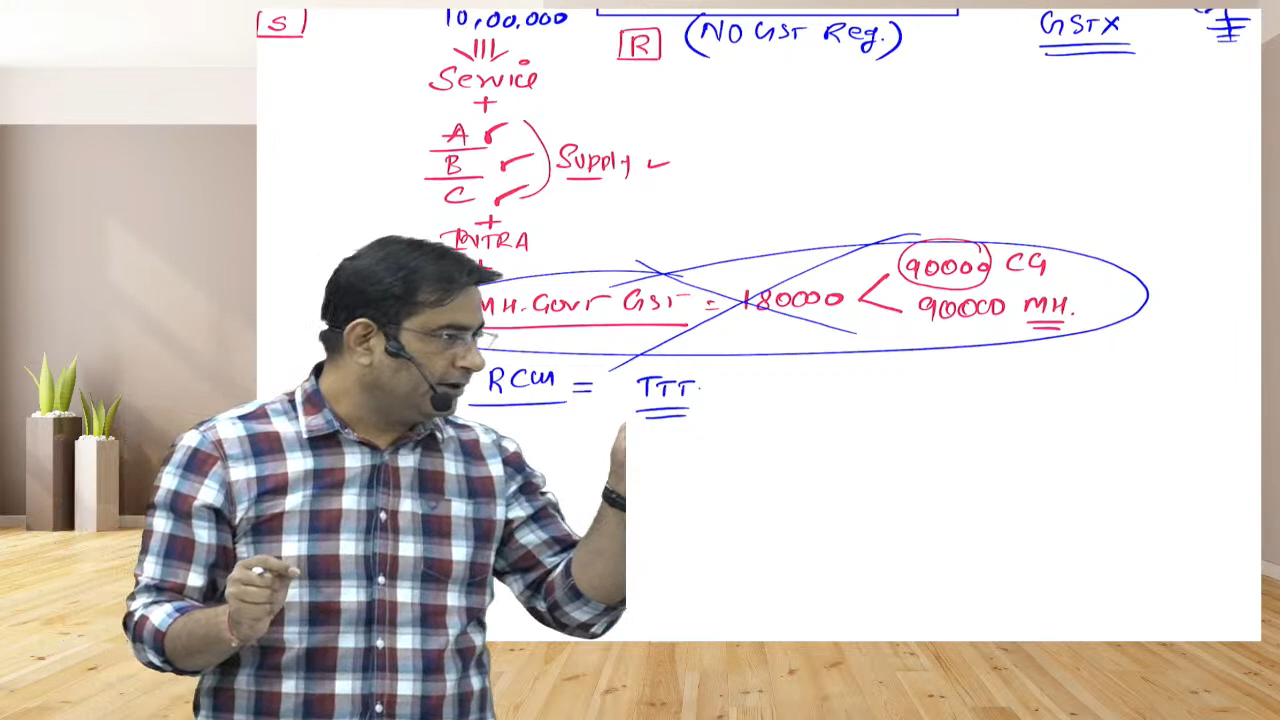 S
10,00,000
R
(NO GST Reg.)
GST X
Service
+
A
B
C
Supply
+
INTRA
+
MH. GOVT GST = 180000
90000 CG
90000 MH.
RCM = TTT.